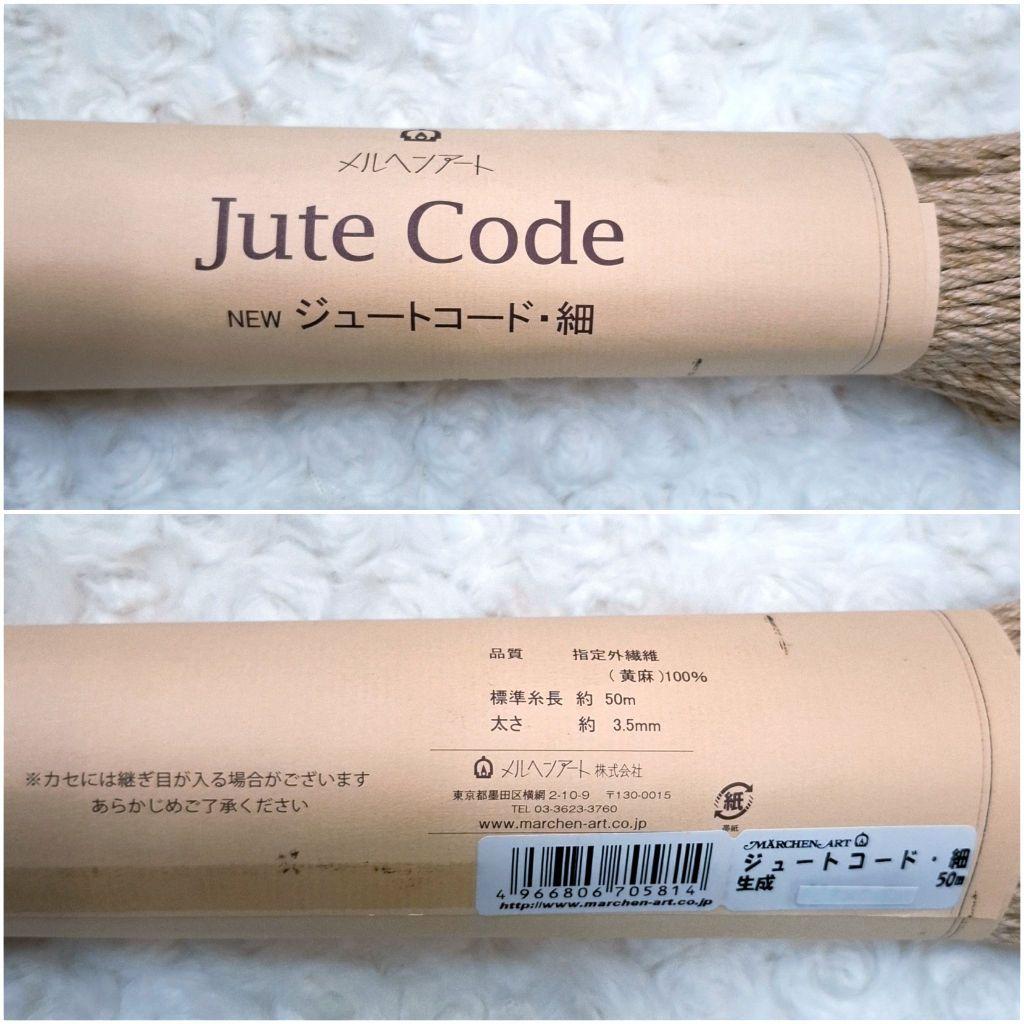 メルヘンアート
Jute Code
NEW ジュートコード・細
品質 指定外繊維
(黄麻)100%
標準糸長 約 50m
太さ 約 3.5mm
※カセには継ぎ目が入る場合がございます
あらかじめご了承ください
メルヘンアート 株式会社
東京都墨田区横網 2-10-9 〒130-0015
TEL 03-3623-3760
www.marchen-art.co.jp
紙
帯紙
4 966806 705814
http://www.marchen-art.co.jp
MÄRCHEN ART
ジュートコード・細
生成 50m